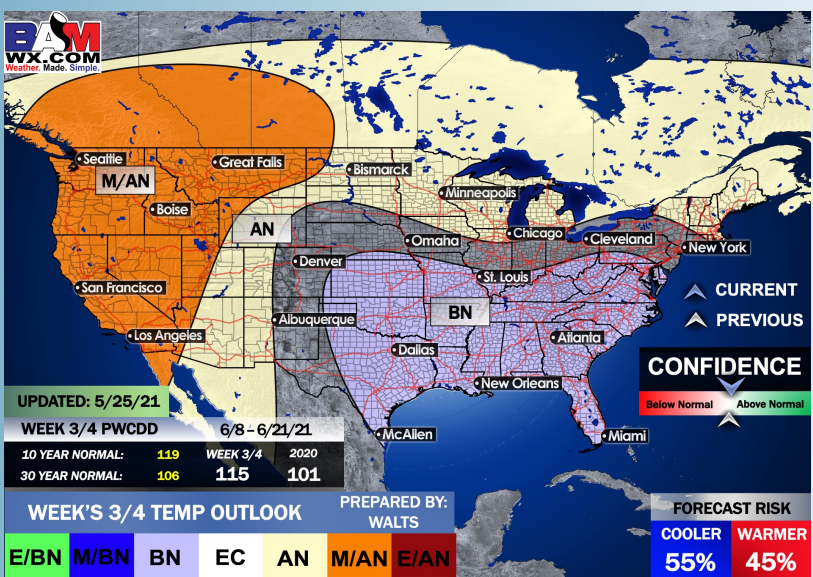 BAM
WX.COM
Weather. Made. Simple.
Seattle
Great Falls
Bismarck
M/AN
Minneapolis
Boise
AN
Omaha
Chicago
Cleveland
New York
Denver
St. Louis
San Francisco
CURRENT
BN
Albuquerque
PREVIOUS
Los Angeles
Atlanta
Dallas
CONFIDENCE
New Orleans
Below Normal
Above Normal
UPDATED: 5/25/21
WEEK 3/4 PWCDD 6/8 – 6/21/21
McAllen
Miami
10 YEAR NORMAL: 119 WEEK 3/4 2020
30 YEAR NORMAL: 106 115 101
WEEK'S 3/4 TEMP OUTLOOK
PREPARED BY:
WALTS
FORECAST RISK
COOLER WARMER
55% 45%
E/BN M/BN BN EC AN M/AN E/AN